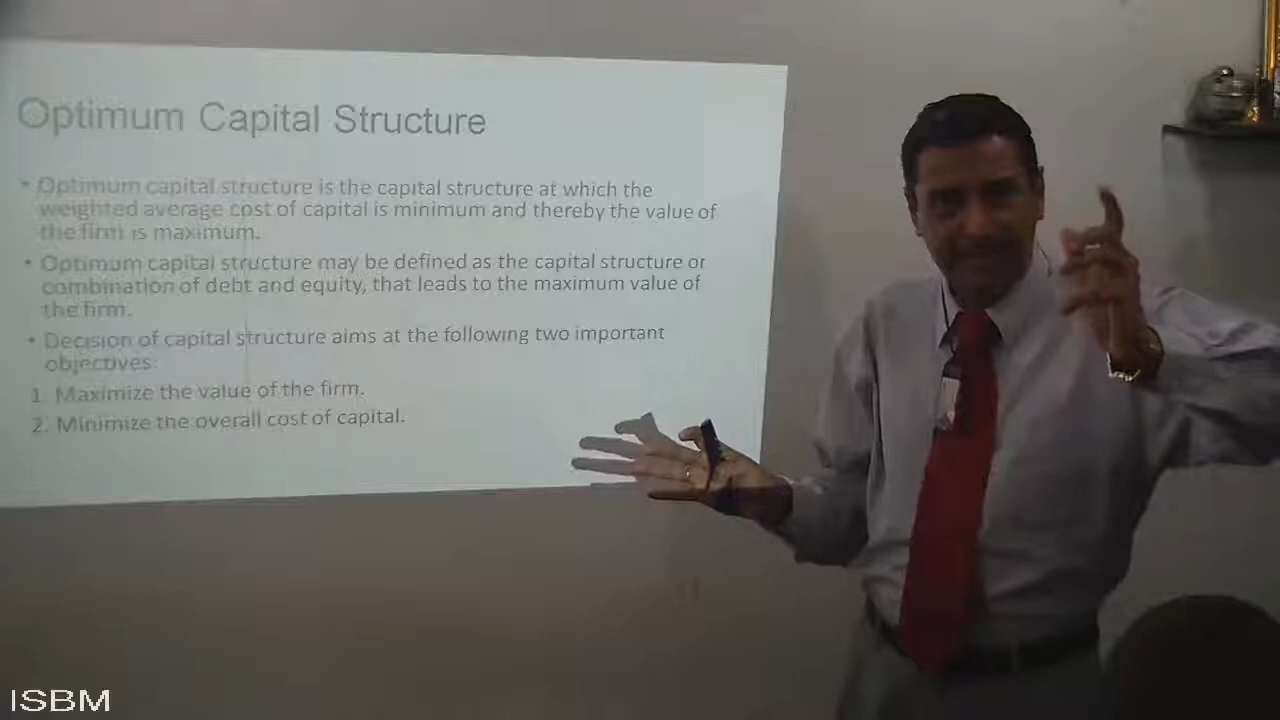 Optimum Capital Structure
• Optimum capital structure is the capital structure at which the
weighted average cost of capital is minimum and thereby the value of
the firm is maximum.
• Optimum capital structure may be defined as the capital structure or
combination of debt and equity, that leads to the maximum value of
the firm.
• Decision of capital structure aims at the following two important
objectives:
1. Maximize the value of the firm.
2. Minimize the overall cost of capital.
ISBM